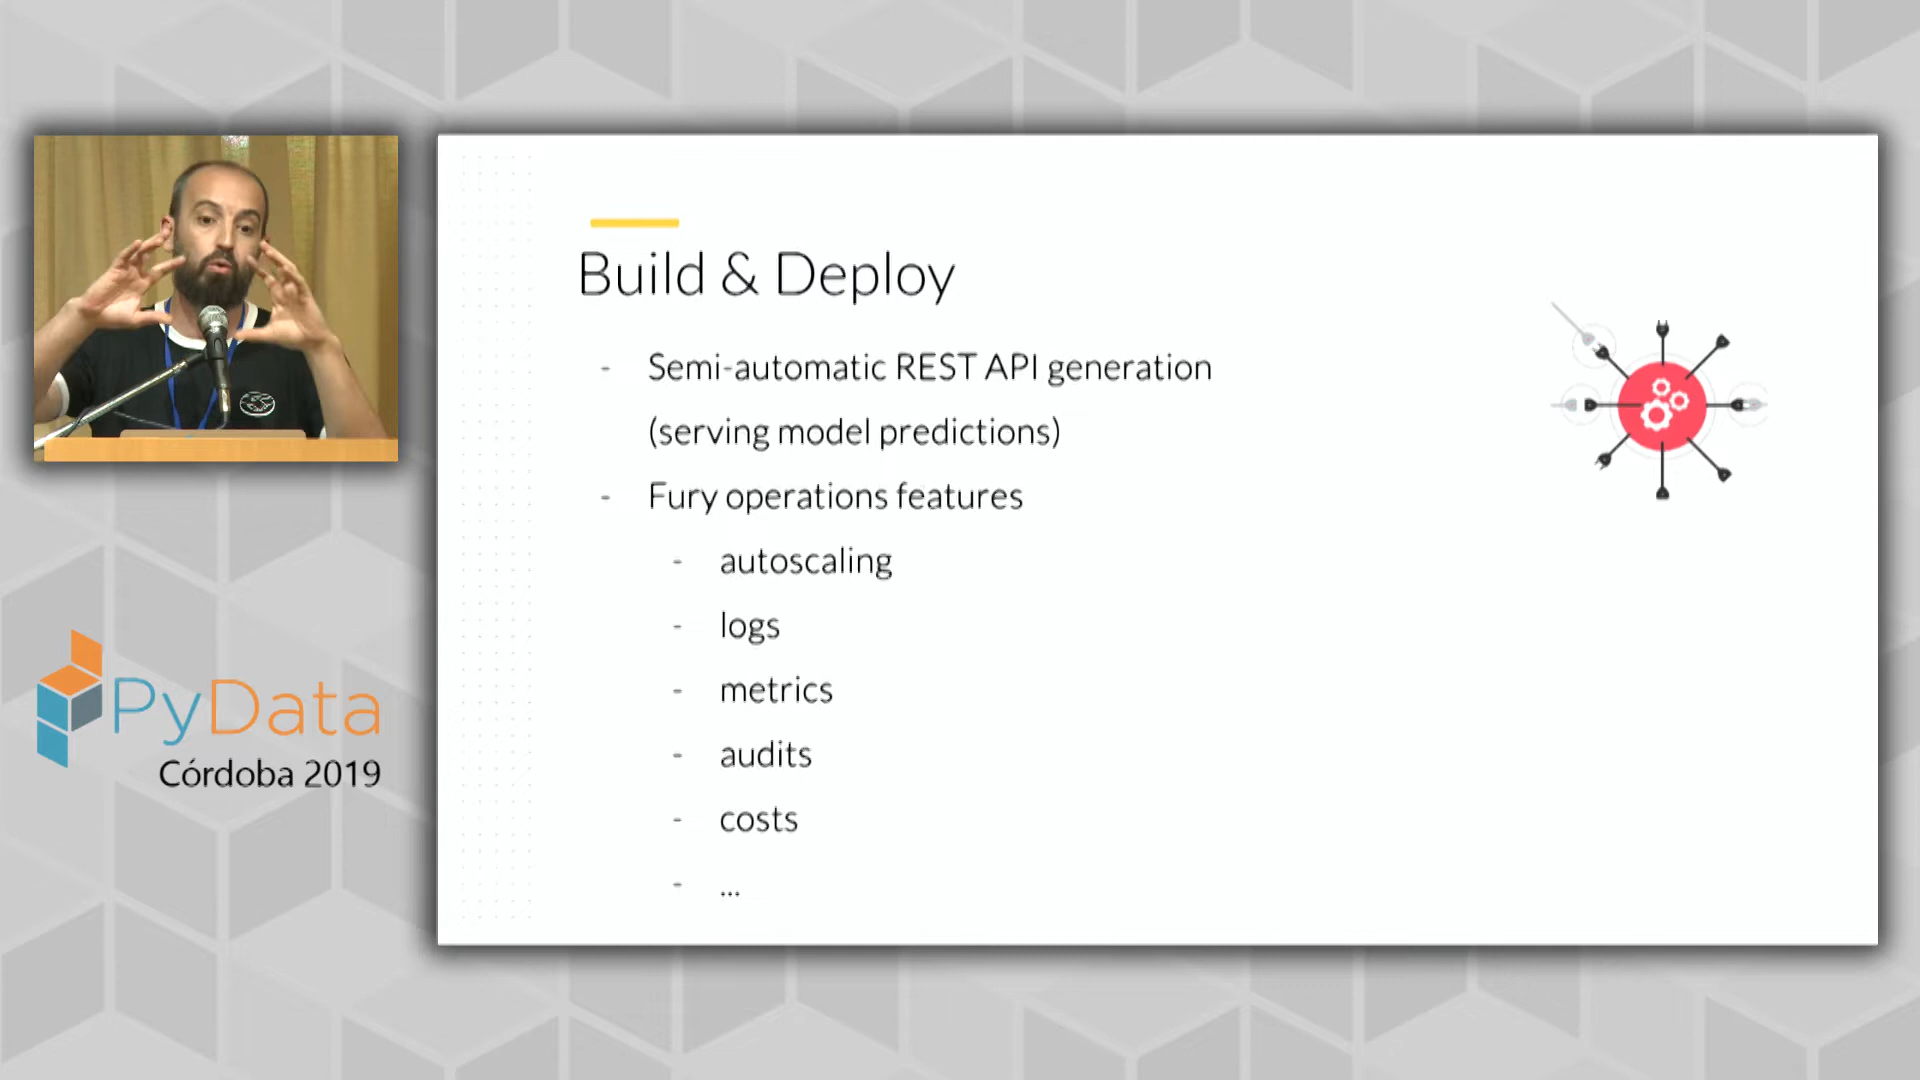 Build & Deploy
- Semi-automatic REST API generation
(serving model predictions)
- Fury operations features
- autoscaling
- logs
- metrics
- audits
- costs
- ...
PyData
Córdoba 2019